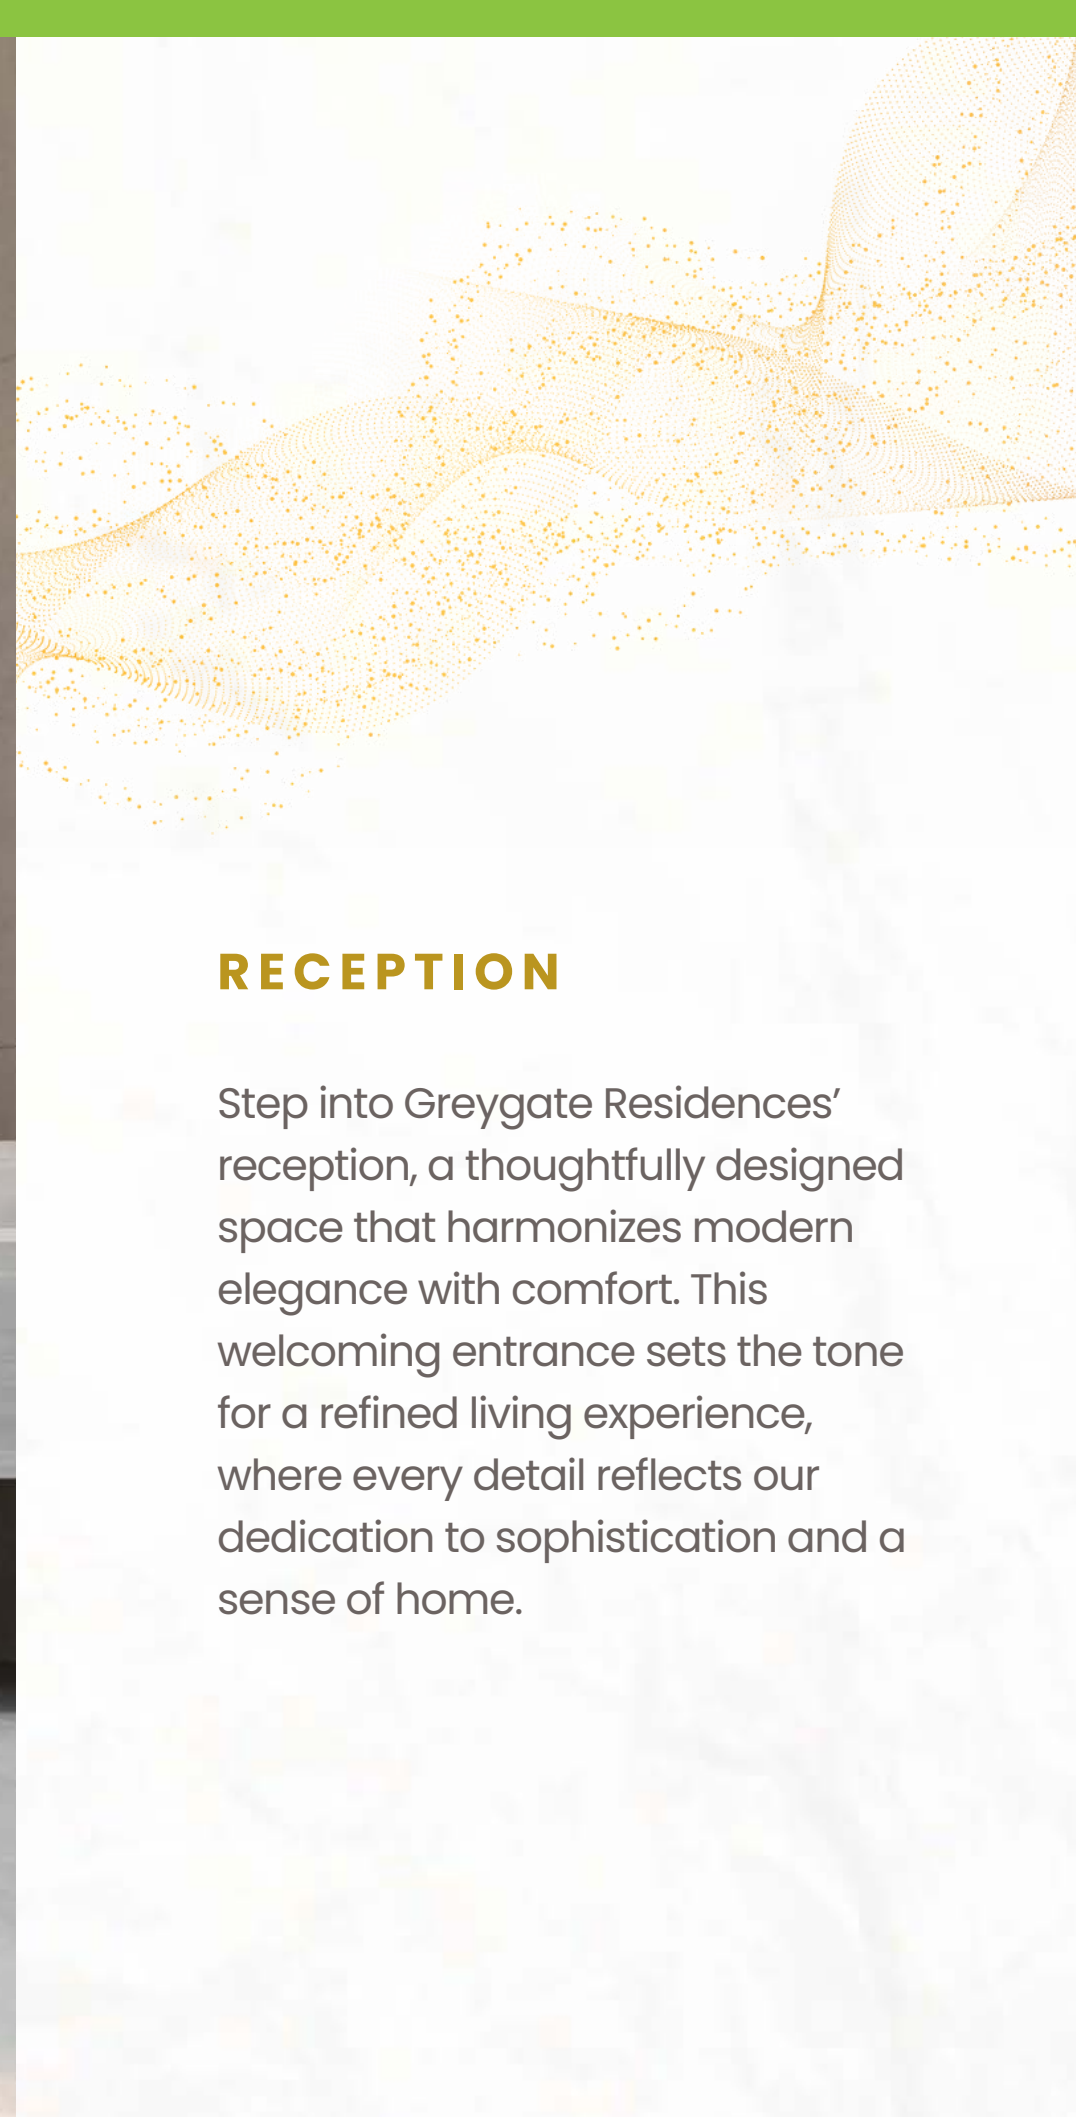 RECEPTION
Step into Greygate Residences’
reception, a thoughtfully designed
space that harmonizes modern
elegance with comfort. This
welcoming entrance sets the tone
for a refined living experience,
where every detail reflects our
dedication to sophistication and a
sense of home.